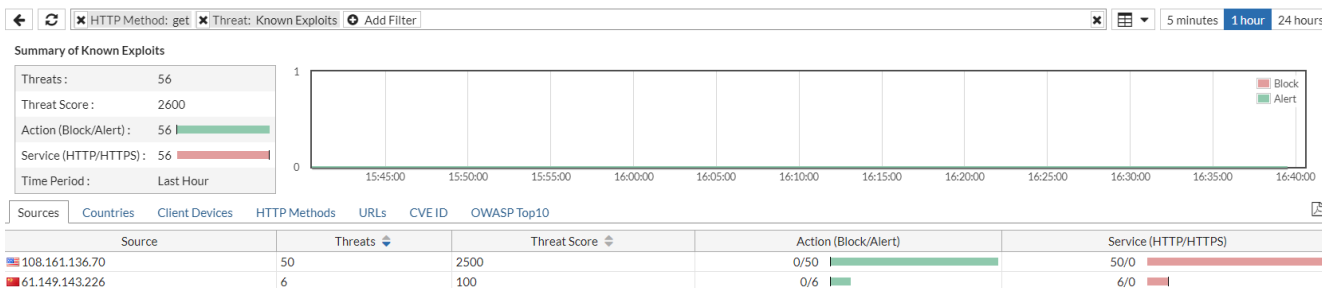 HTTP Method: get Threat: Known Exploits Add Filter 5 minutes 1 hour 24 hours
Summary of Known Exploits
Threats : 56
Threat Score : 2600
Action (Block/Alert) : 56
Service (HTTP/HTTPS) : 56
Time Period : Last Hour
1
0
Block
Alert
15:45:00 15:50:00 15:55:00 16:00:00 16:05:00 16:10:00 16:15:00 16:20:00 16:25:00 16:30:00 16:35:00 16:40:00
Sources Countries Client Devices HTTP Methods URLs CVE ID OWASP Top10
Source Threats Threat Score Action (Block/Alert) Service (HTTP/HTTPS)
108.161.136.70 50 2500 0/50 50/0
61.149.143.226 6 100 0/6 6/0